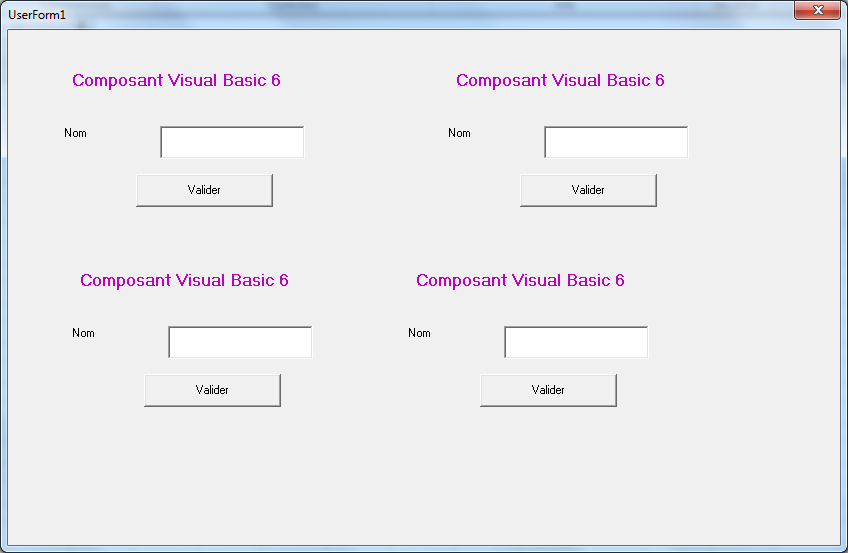 UserForm1
Composant Visual Basic 6
Composant Visual Basic 6
Nom
Nom
Valider
Valider
Composant Visual Basic 6
Composant Visual Basic 6
Nom
Nom
Valider
Valider